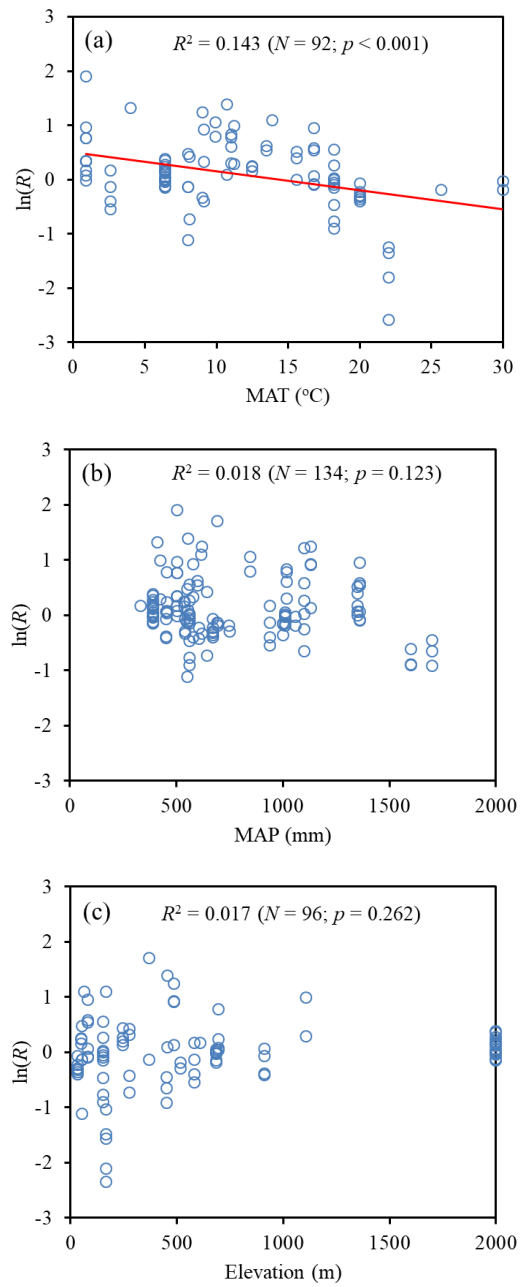 (a)
R² = 0.143 (N = 92; p < 0.001)
3
2
1
0
-1
-2
-3
ln(R)
0 5 10 15 20 25 30
MAT (°C)
(b)
R² = 0.018 (N = 134; p = 0.123)
3
2
1
0
-1
-2
-3
ln(R)
0 500 1000 1500 2000
MAP (mm)
(c)
R² = 0.017 (N = 96; p = 0.262)
3
2
1
0
-1
-2
-3
ln(R)
0 500 1000 1500 2000
Elevation (m)